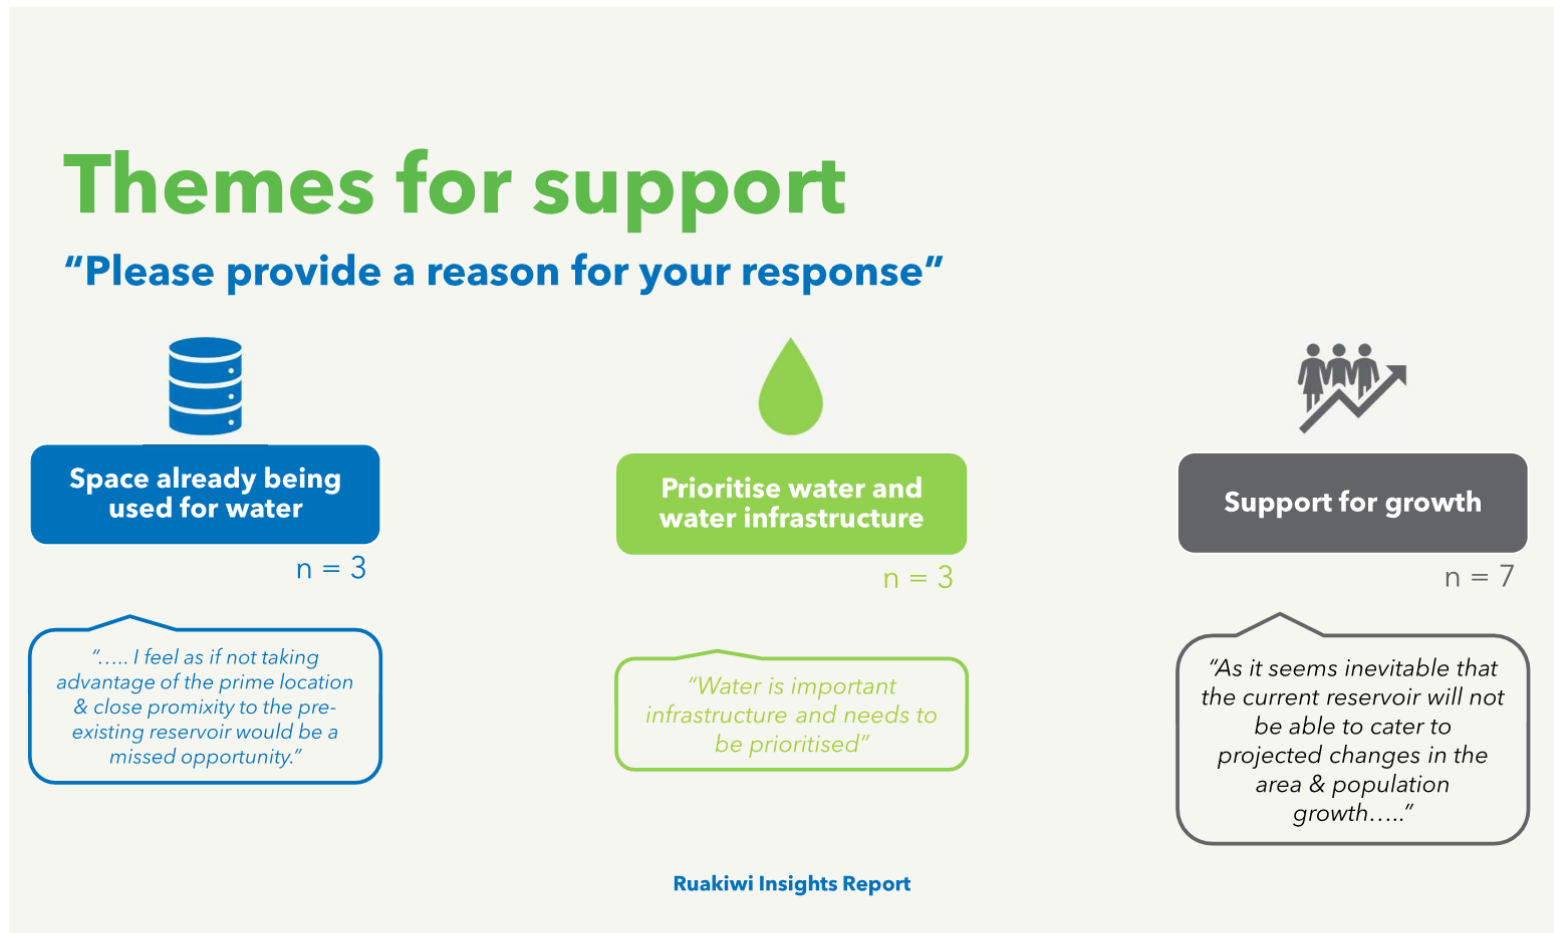 Themes for support
“Please provide a reason for your response”
Space already being
used for water
n = 3
“….. I feel as if not taking
advantage of the prime location
& close promixity to the pre-
existing reservoir would be a
missed opportunity.”
Prioritise water and
water infrastructure
n = 3
“Water is important
infrastructure and needs to
be prioritised”
Support for growth
n = 7
“As it seems inevitable that
the current reservoir will not
be able to cater to
projected changes in the
area & population
growth…..”
Ruakiwi Insights Report